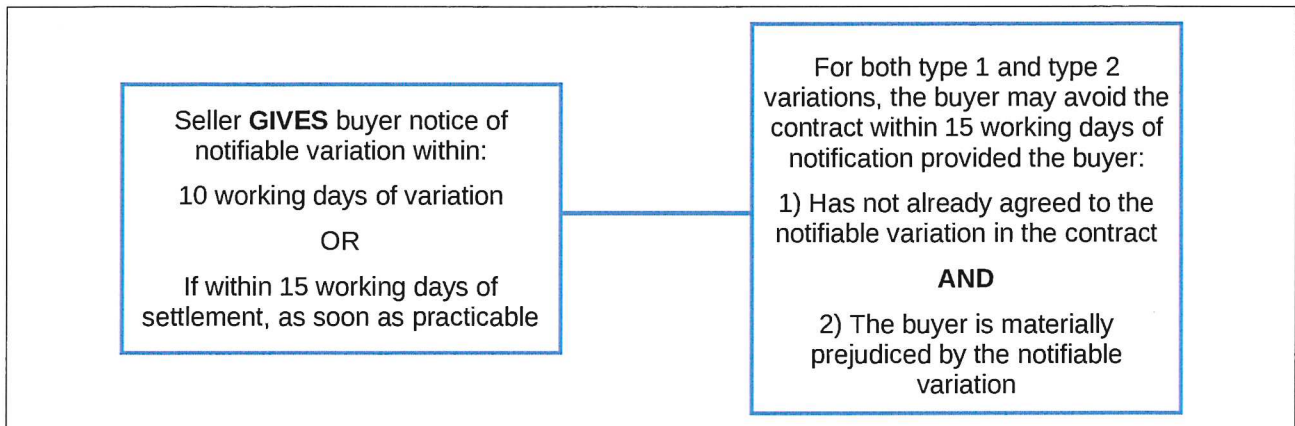 Seller GIVES buyer notice of
notifiable variation within:
10 working days of variation
OR
If within 15 working days of
settlement, as soon as practicable
For both type 1 and type 2
variations, the buyer may avoid the
contract within 15 working days of
notification provided the buyer:
1) Has not already agreed to the
notifiable variation in the contract
AND
2) The buyer is materially
prejudiced by the notifiable
variation